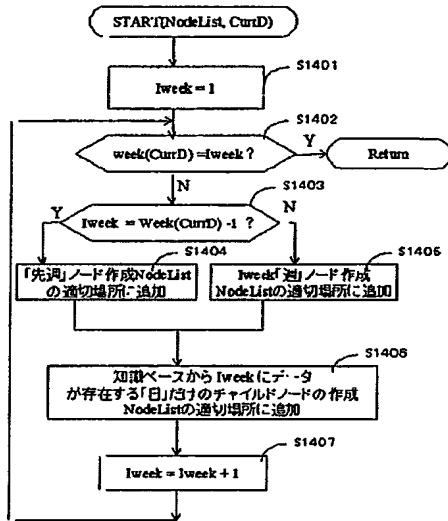 START(NodeList, CurrD)
S1401
Iweek = 1
S1402
week(CurrD) =Iweek ?
Y
Return
N
S1403
Iweek = Week(CurrD) -1 ?
Y
N
S1404
「先週」ノード作成NodeList
の適切場所に追加
S1405
Iweek「週」ノード作成
NodeListの適切場所に追加
S1406
知識ベースから Iweek にデータ
が存在する「日」だけのチャイルドノードの作成
NodeListの適切場所に追加
S1407
Iweek = Iweek + 1